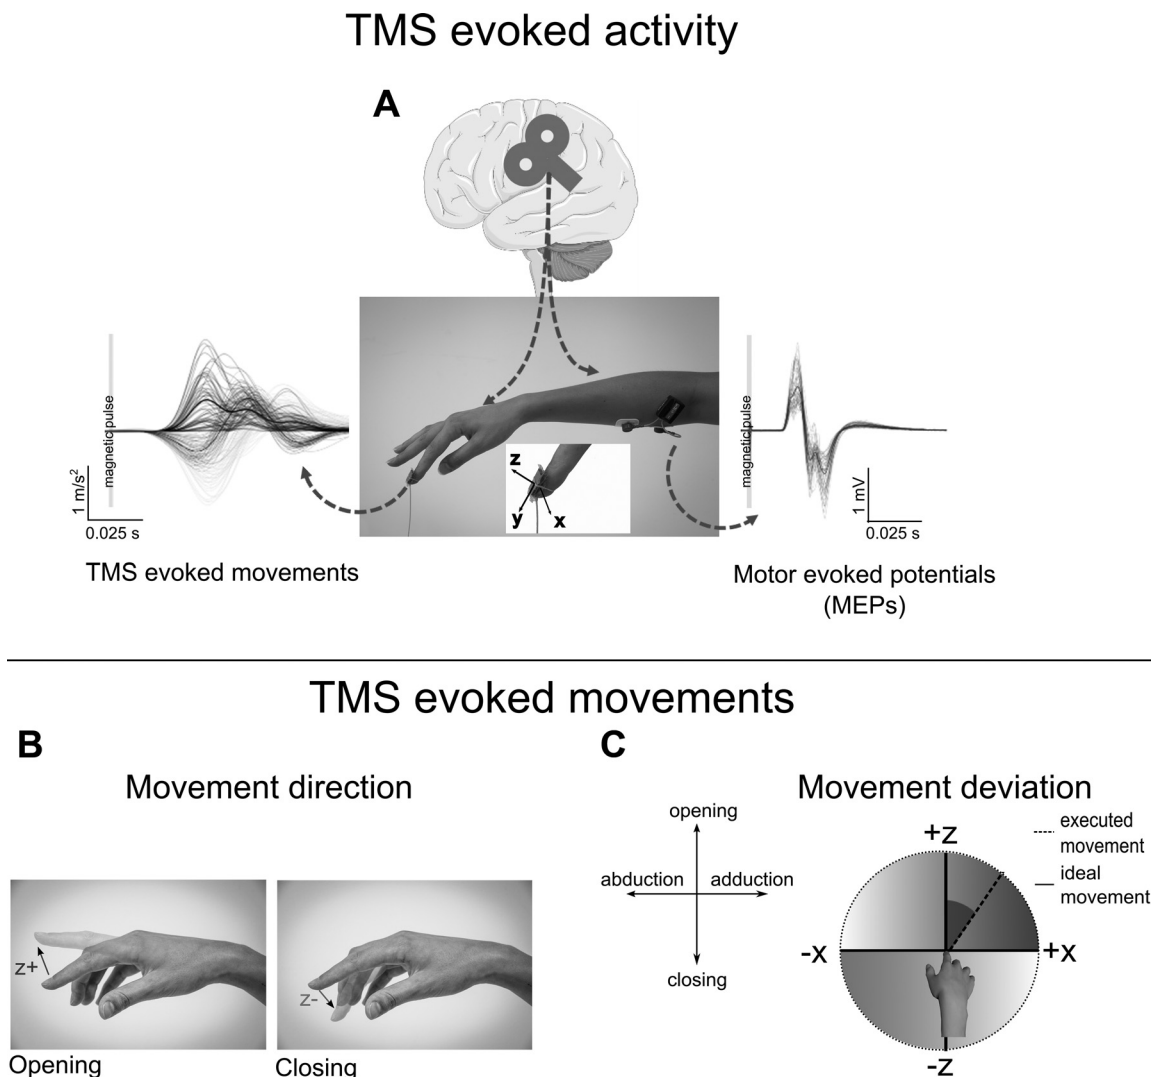 TMS evoked activity
A
magnetic pulse
1 m/s²
0.025 s
TMS evoked movements
z
y
x
magnetic pulse
1 mV
0.025 s
Motor evoked potentials
(MEPs)
TMS evoked movements
B
Movement direction
z+
Opening
z-
Closing
C
Movement deviation
opening
abduction
adduction
closing
executed
movement
ideal
movement
+z
-x
+x
-z